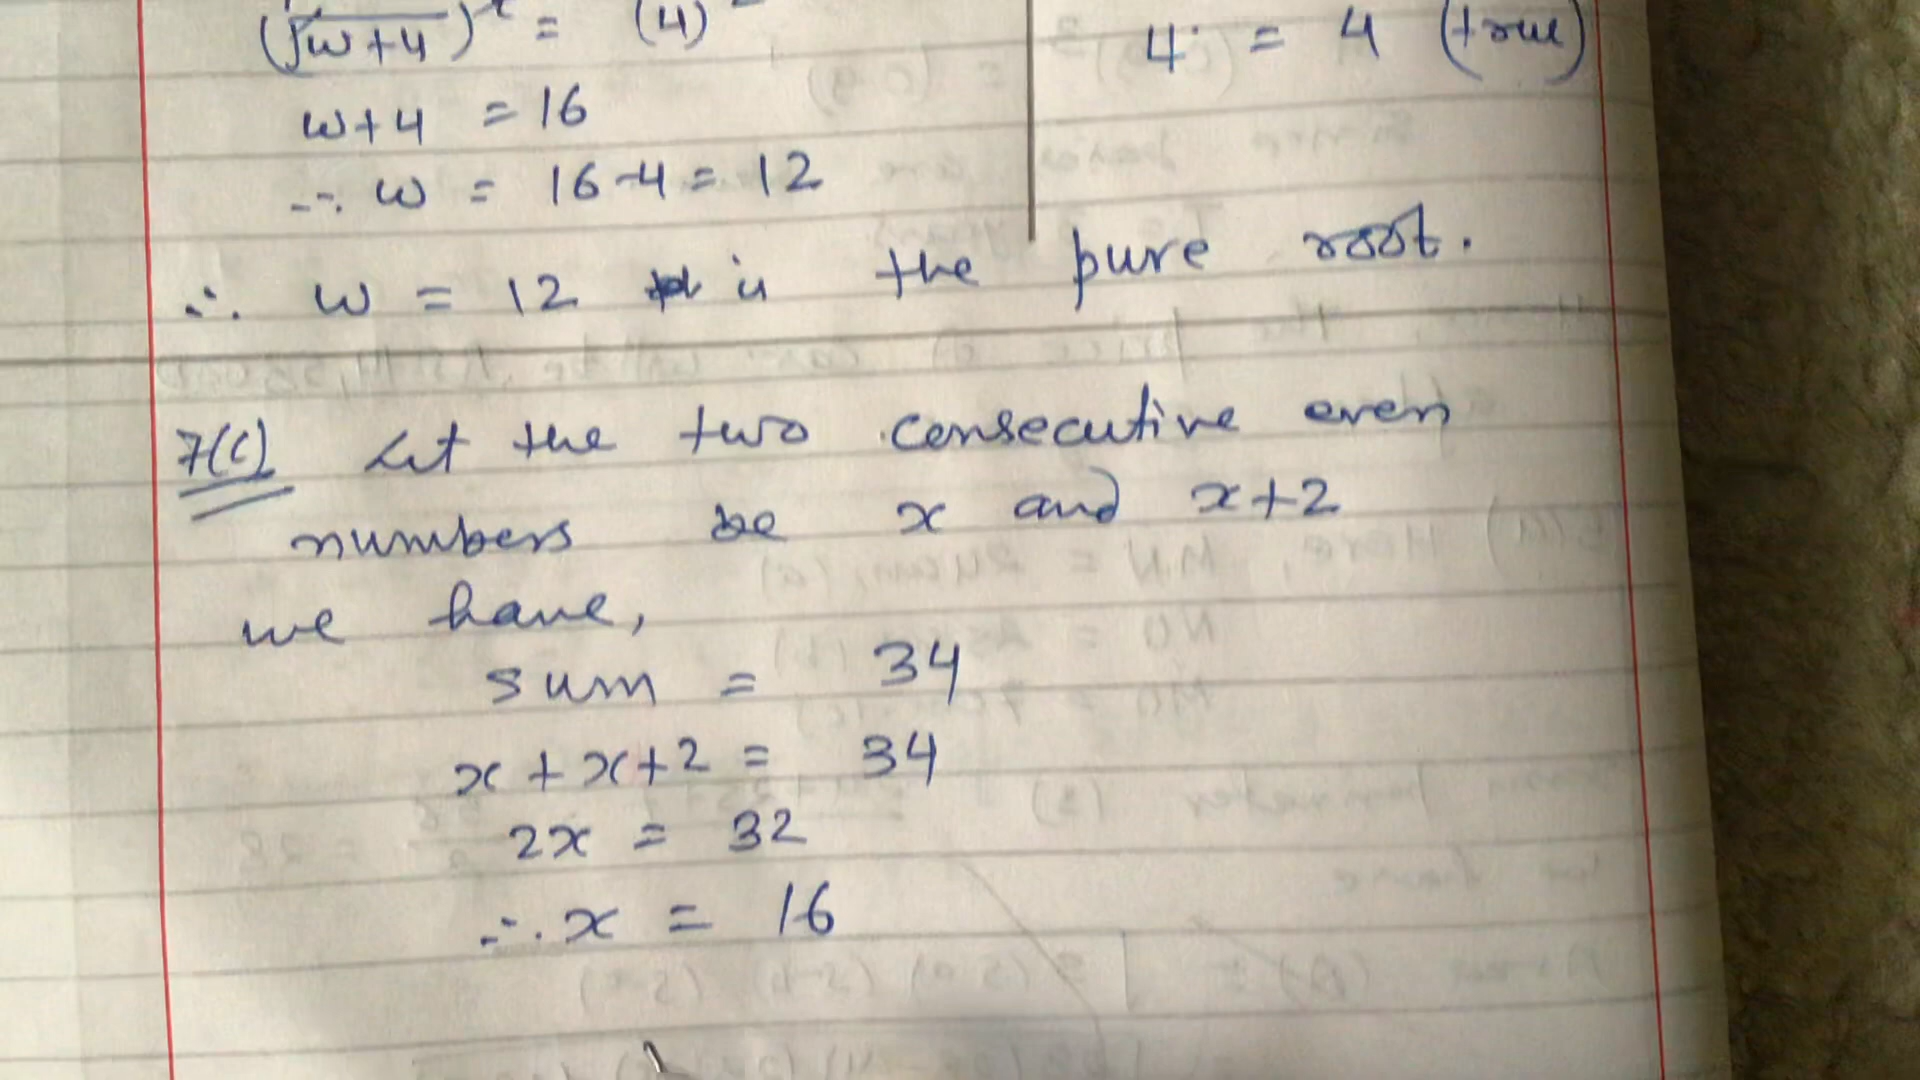 (√w+4)² = (4)²
w+4 = 16
∴ w = 16-4 = 12
4 = 4 (true)
∴ w = 12 is the pure root.
7(c) Let the two consecutive even
numbers be x and x+2
we have,
sum = 34
x + x+2 = 34
2x = 32
∴ x = 16